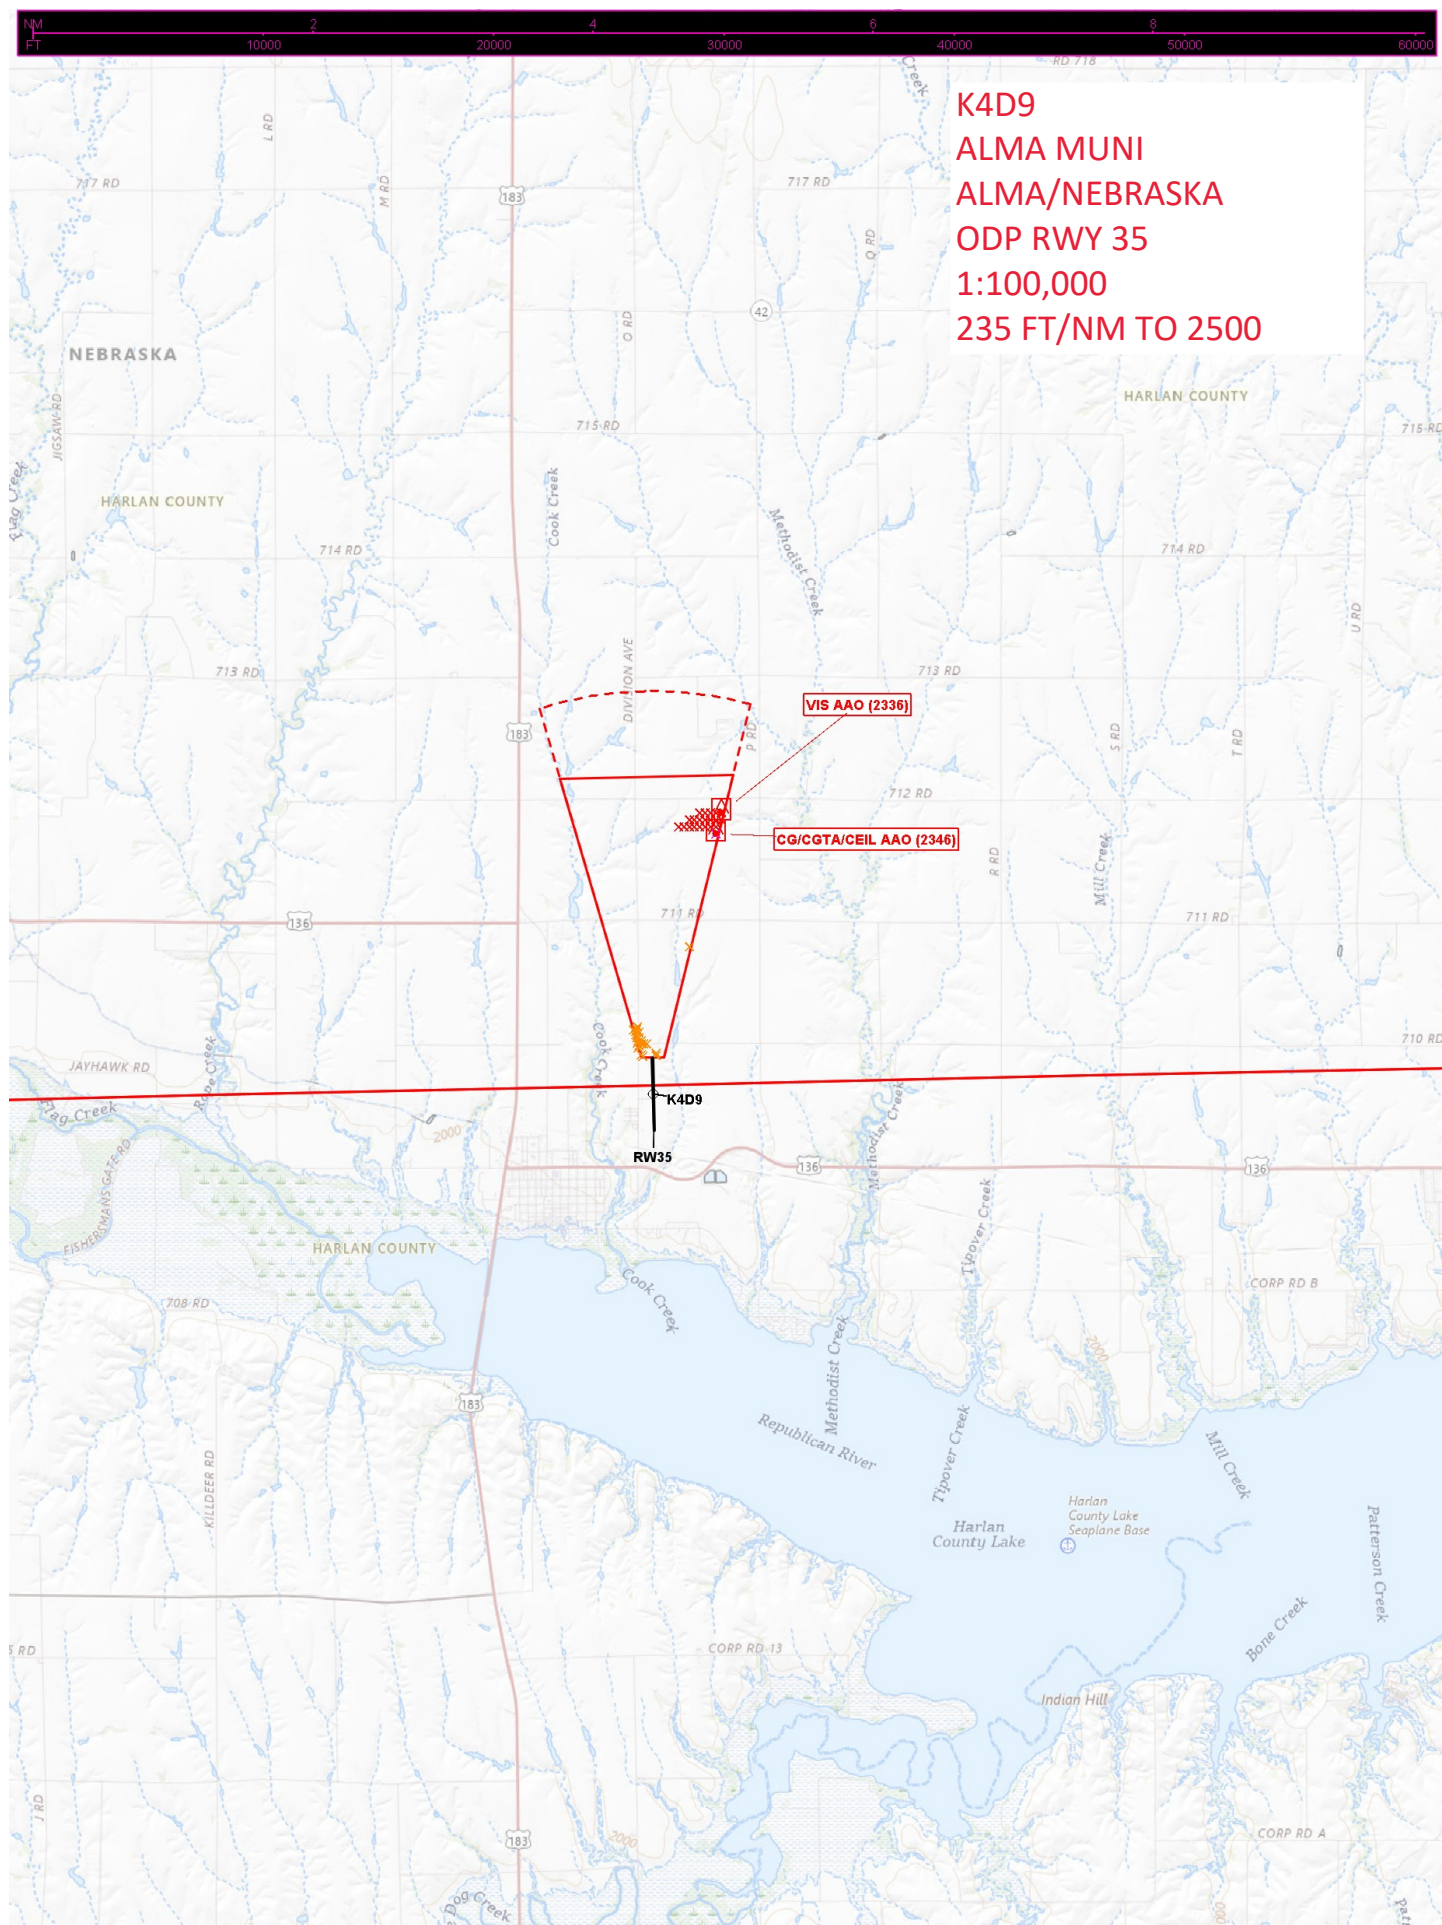 NM 2 4 6 8
FT 10000 20000 30000 40000 50000 60000
K4D9
ALMA MUNI
ALMA/NEBRASKA
ODP RWY 35
1:100,000
235 FT/NM TO 2500
RD 718
Creek
L RD
717 RD
M RD
183
717 RD
Q RD
O RD
42
NEBRASKA
HARLAN COUNTY
JIGSAW RD
715 RD
715 RD
Flag Creek
HARLAN COUNTY
Cook Creek
Methodist Creek
714 RD
714 RD
U RD
713 RD
DIVISION AVE
713 RD
VIS AAO (2336)
183
P RD
S RD
T RD
712 RD
CG/CGTA/CEIL AAO (2346)
R RD
Mill Creek
136
711 RD
711 RD
Rope Creek
Cook Creek
710 RD
JAYHAWK RD
Flag Creek
K4D9
2000
Methodist Creek
RW35
136
136
FISHERMANS GATE RD
Tipover Creek
HARLAN COUNTY
Cook Creek
CORP RD B
708 RD
2000
Methodist Creek
183
Republican River
Tipover Creek
Mill Creek
KILLDEER RD
Harlan
County Lake
Seaplane Base
Harlan
County Lake
Patterson Creek
Bone Creek
5 RD
CORP RD 13
Indian Hill
J RD
183
2000
CORP RD A
Dog Creek